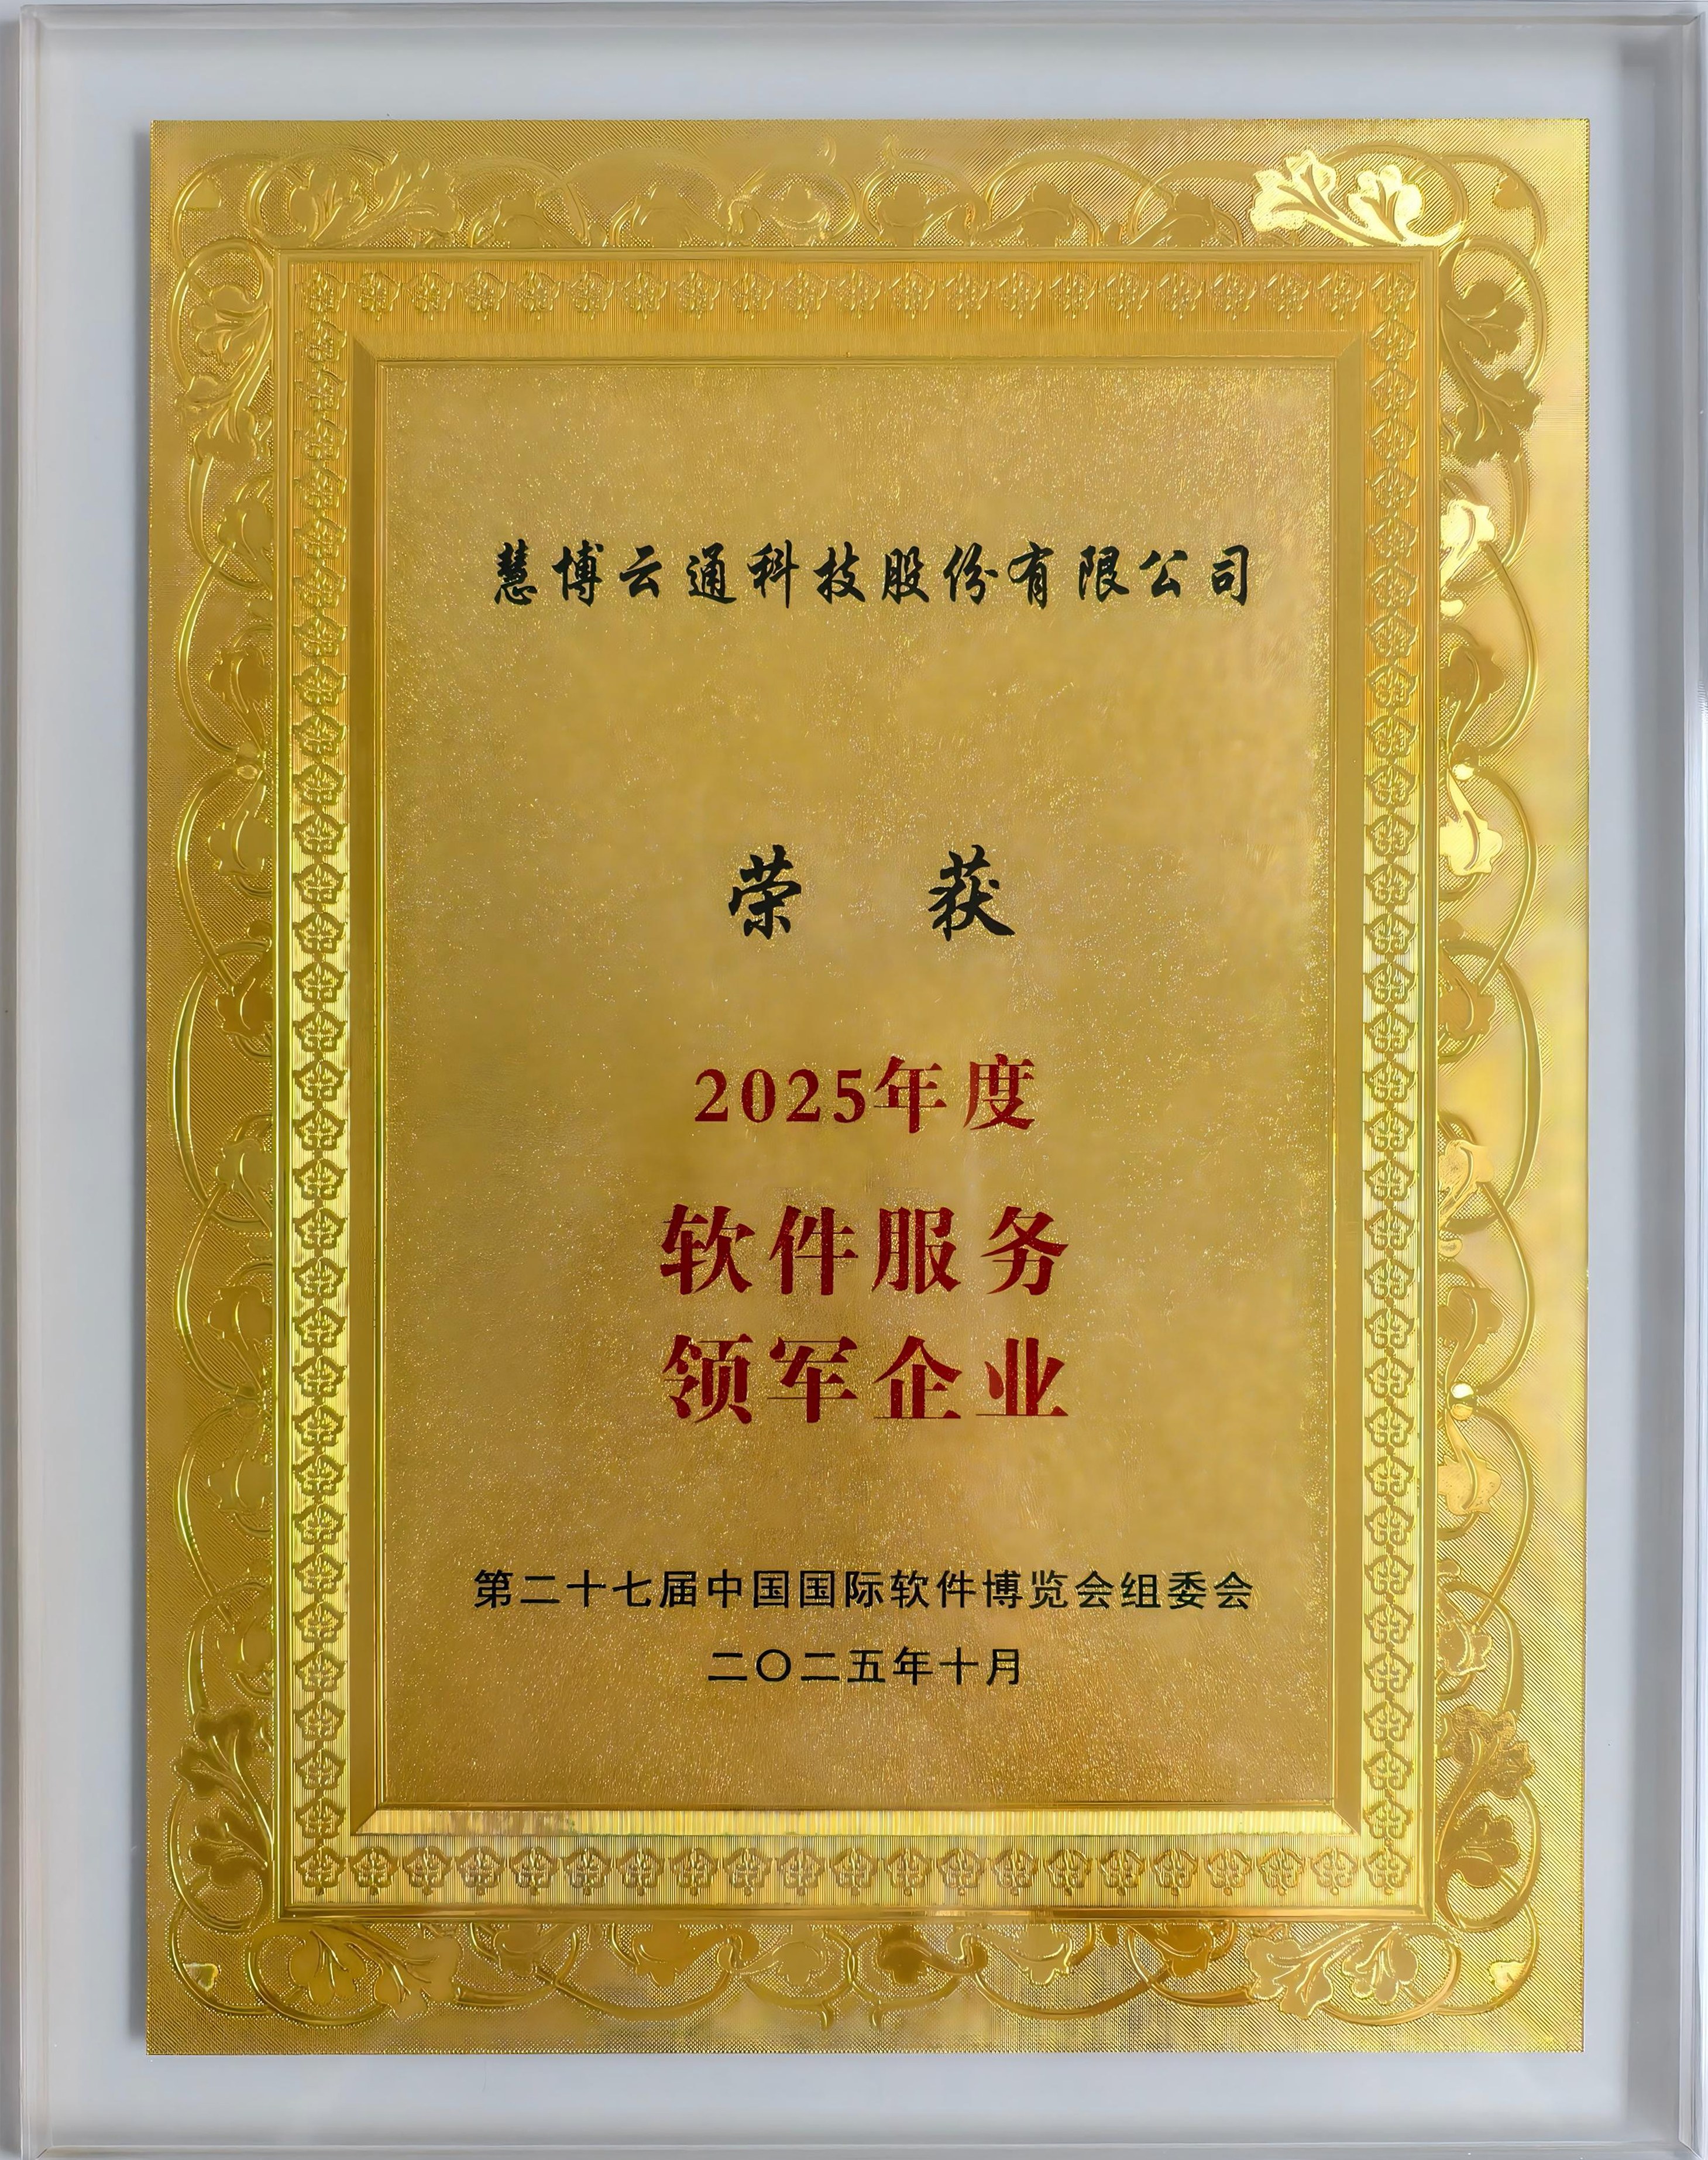 慧博云通科技股份有限公司
荣获
2025年度
软件服务
领军企业
第二十七届中国国际软件博览会组委会
二〇二五年十月